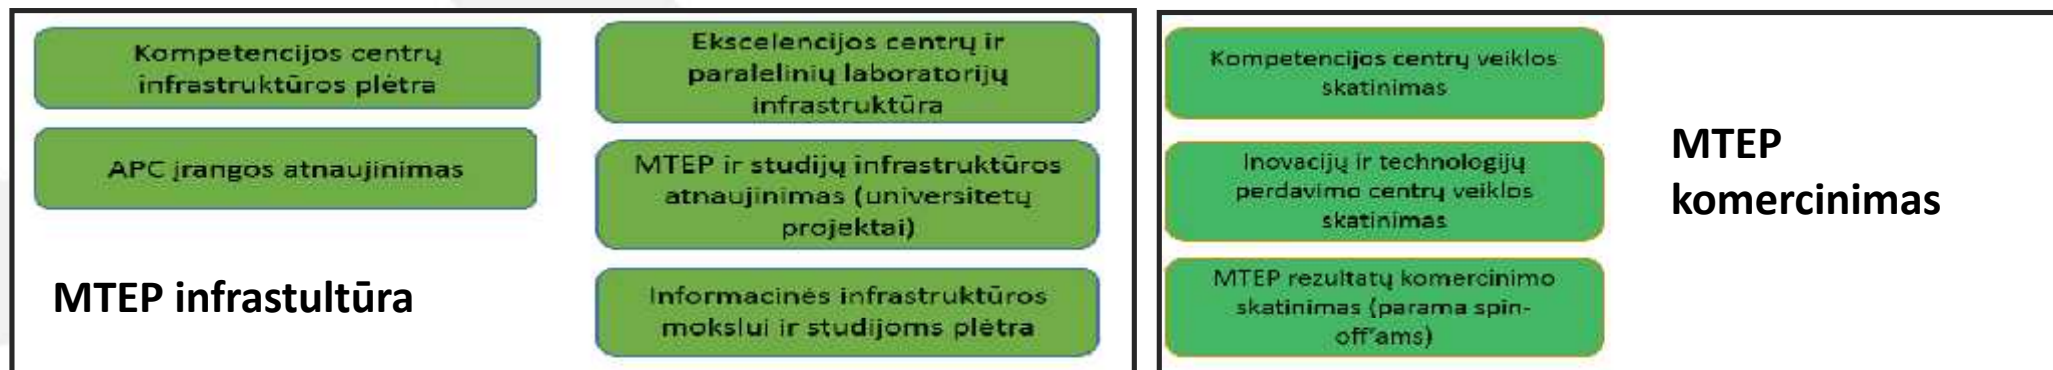 Kompetencijos centrų
infrastruktūros plėtra
APC įrangos atnaujinimas
MTEP infrastultūra
Ekscelencijos centrų ir
paralelinių laboratorijų
infrastruktūra
MTEP ir studijų infrastruktūros
atnaujinimas (universitetų
projektai)
Informacinės infrastruktūros
mokslui ir studijoms plėtra
Kompetencijos centrų veiklos
skatinimas
Inovacijų ir technologijų
perdavimo centrų veiklos
skatinimas
MTEP rezultatų komercinimo
skatinimas (parama spin-
off'ams)
MTEP
komercinimas